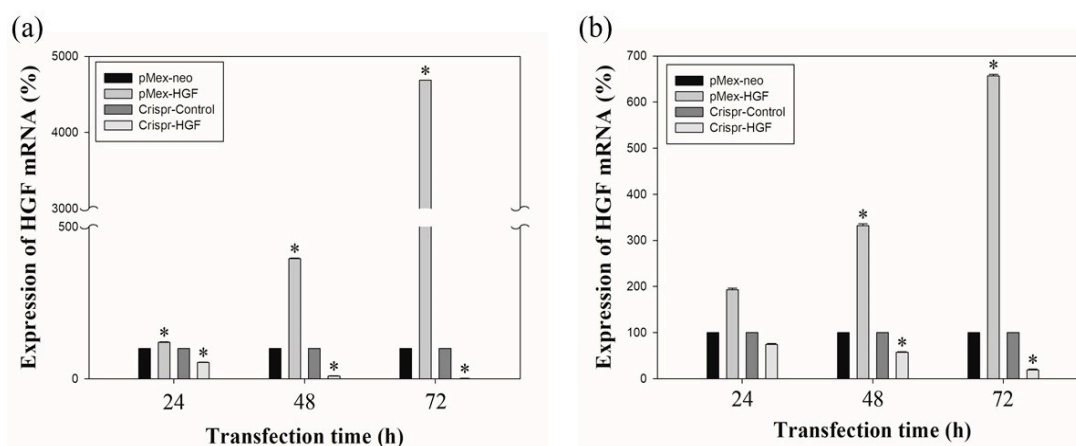 (a)
Expression of HGF mRNA (%)
5000
4000
3000
500
0
pMex-neo
pMex-HGF
Crispr-Control
Crispr-HGF
*
*
*
*
*
*
24
48
72
Transfection time (h)
(b)
Expression of HGF mRNA (%)
700
600
500
400
300
200
100
0
pMex-neo
pMex-HGF
Crispr-Control
Crispr-HGF
*
*
*
*
24
48
72
Transfection time (h)